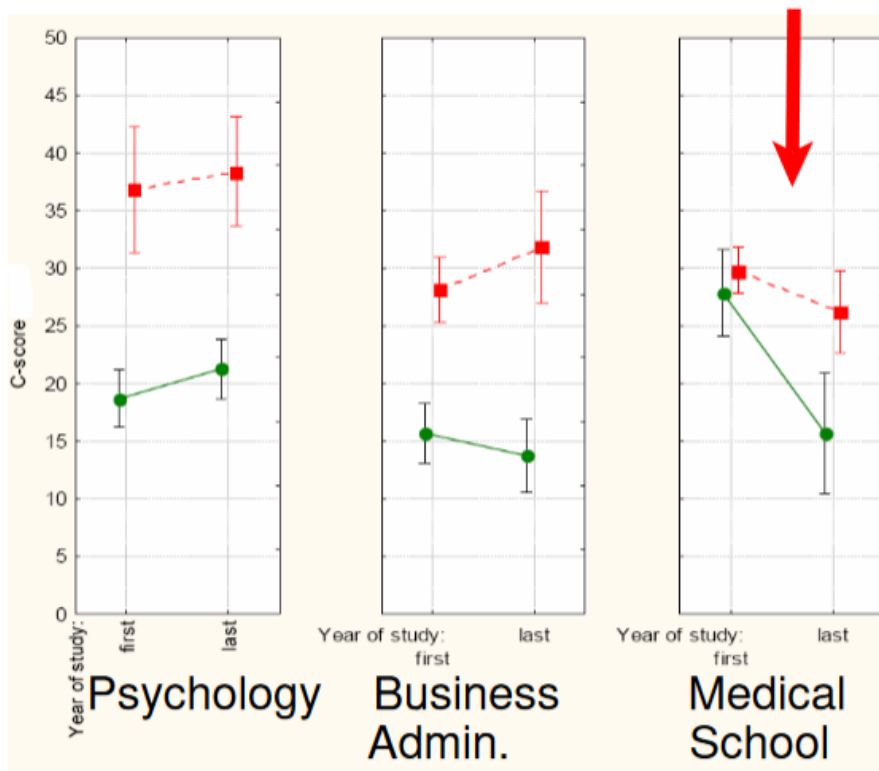 50
45
40
35
30
25
20
15
10
5
0
C-score
Year of study:
first
last
Year of study:
first
last
Year of study:
first
last
Psychology
Business
Admin.
Medical
School